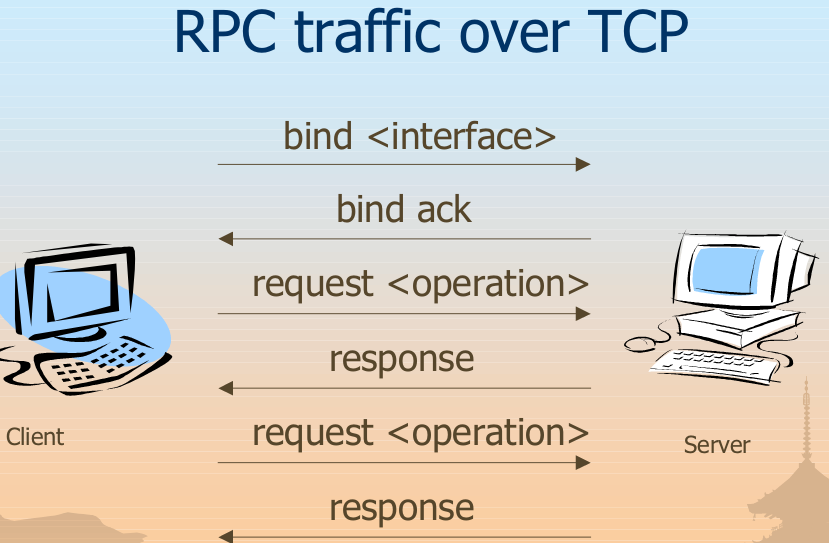 RPC traffic over TCP
bind <interface>
bind ack
request <operation>
response
request <operation>
response
Client
Server